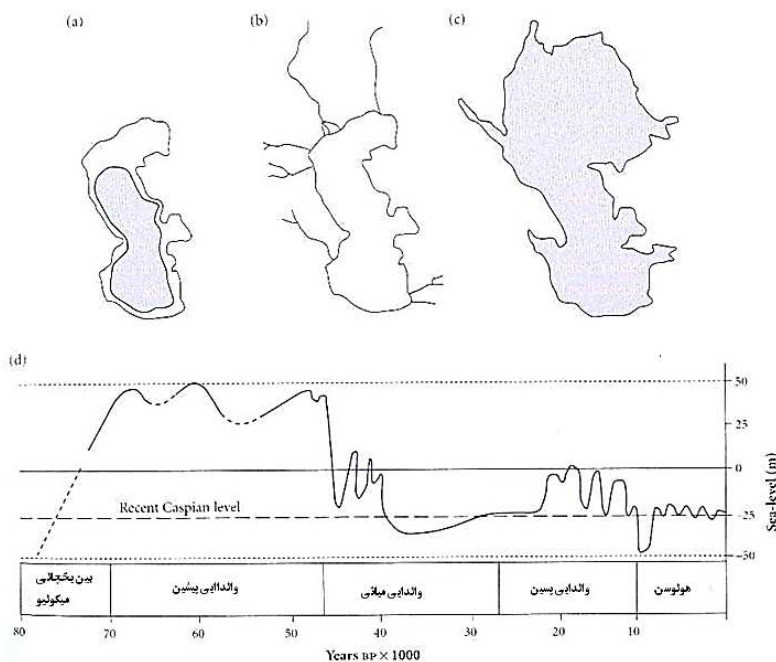 (a)
(b)
(c)
(d)
50
25
0
-25
-50
Sea-level (m)
Recent Caspian level
بین یخچالی
میکولینو
والداایی پیشین
والدایی میانی
والدایی پسین
هولوسن
80
70
60
50
40
30
20
10
Years BP × 1000